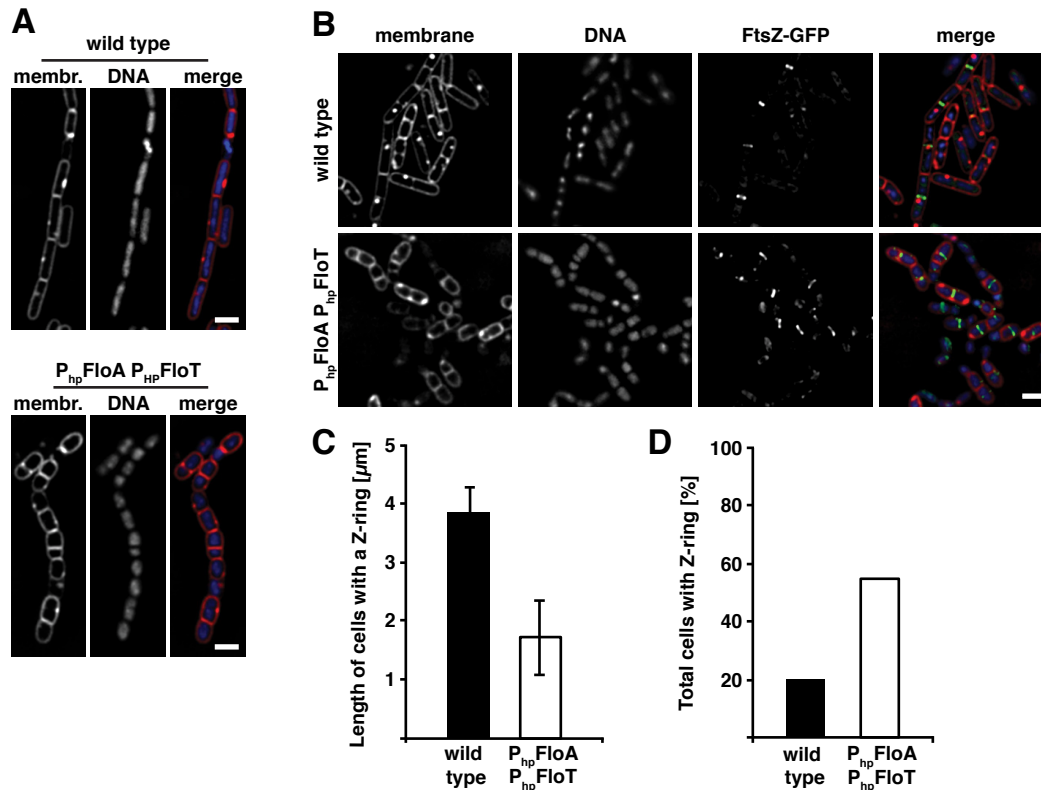 A
wild type
membr. DNA merge
PhpFloA PHPFloT
membr. DNA merge
B
membrane DNA FtsZ-GFP merge
wild type
PhpFloA PhpFloT
C
Length of cells with a Z-ring [µm]
5
4
3
2
1
wild
type
PhpFloA
PhpFloT
D
Total cells with Z-ring [%]
100
80
60
40
20
0
wild
type
PhpFloA
PhpFloT